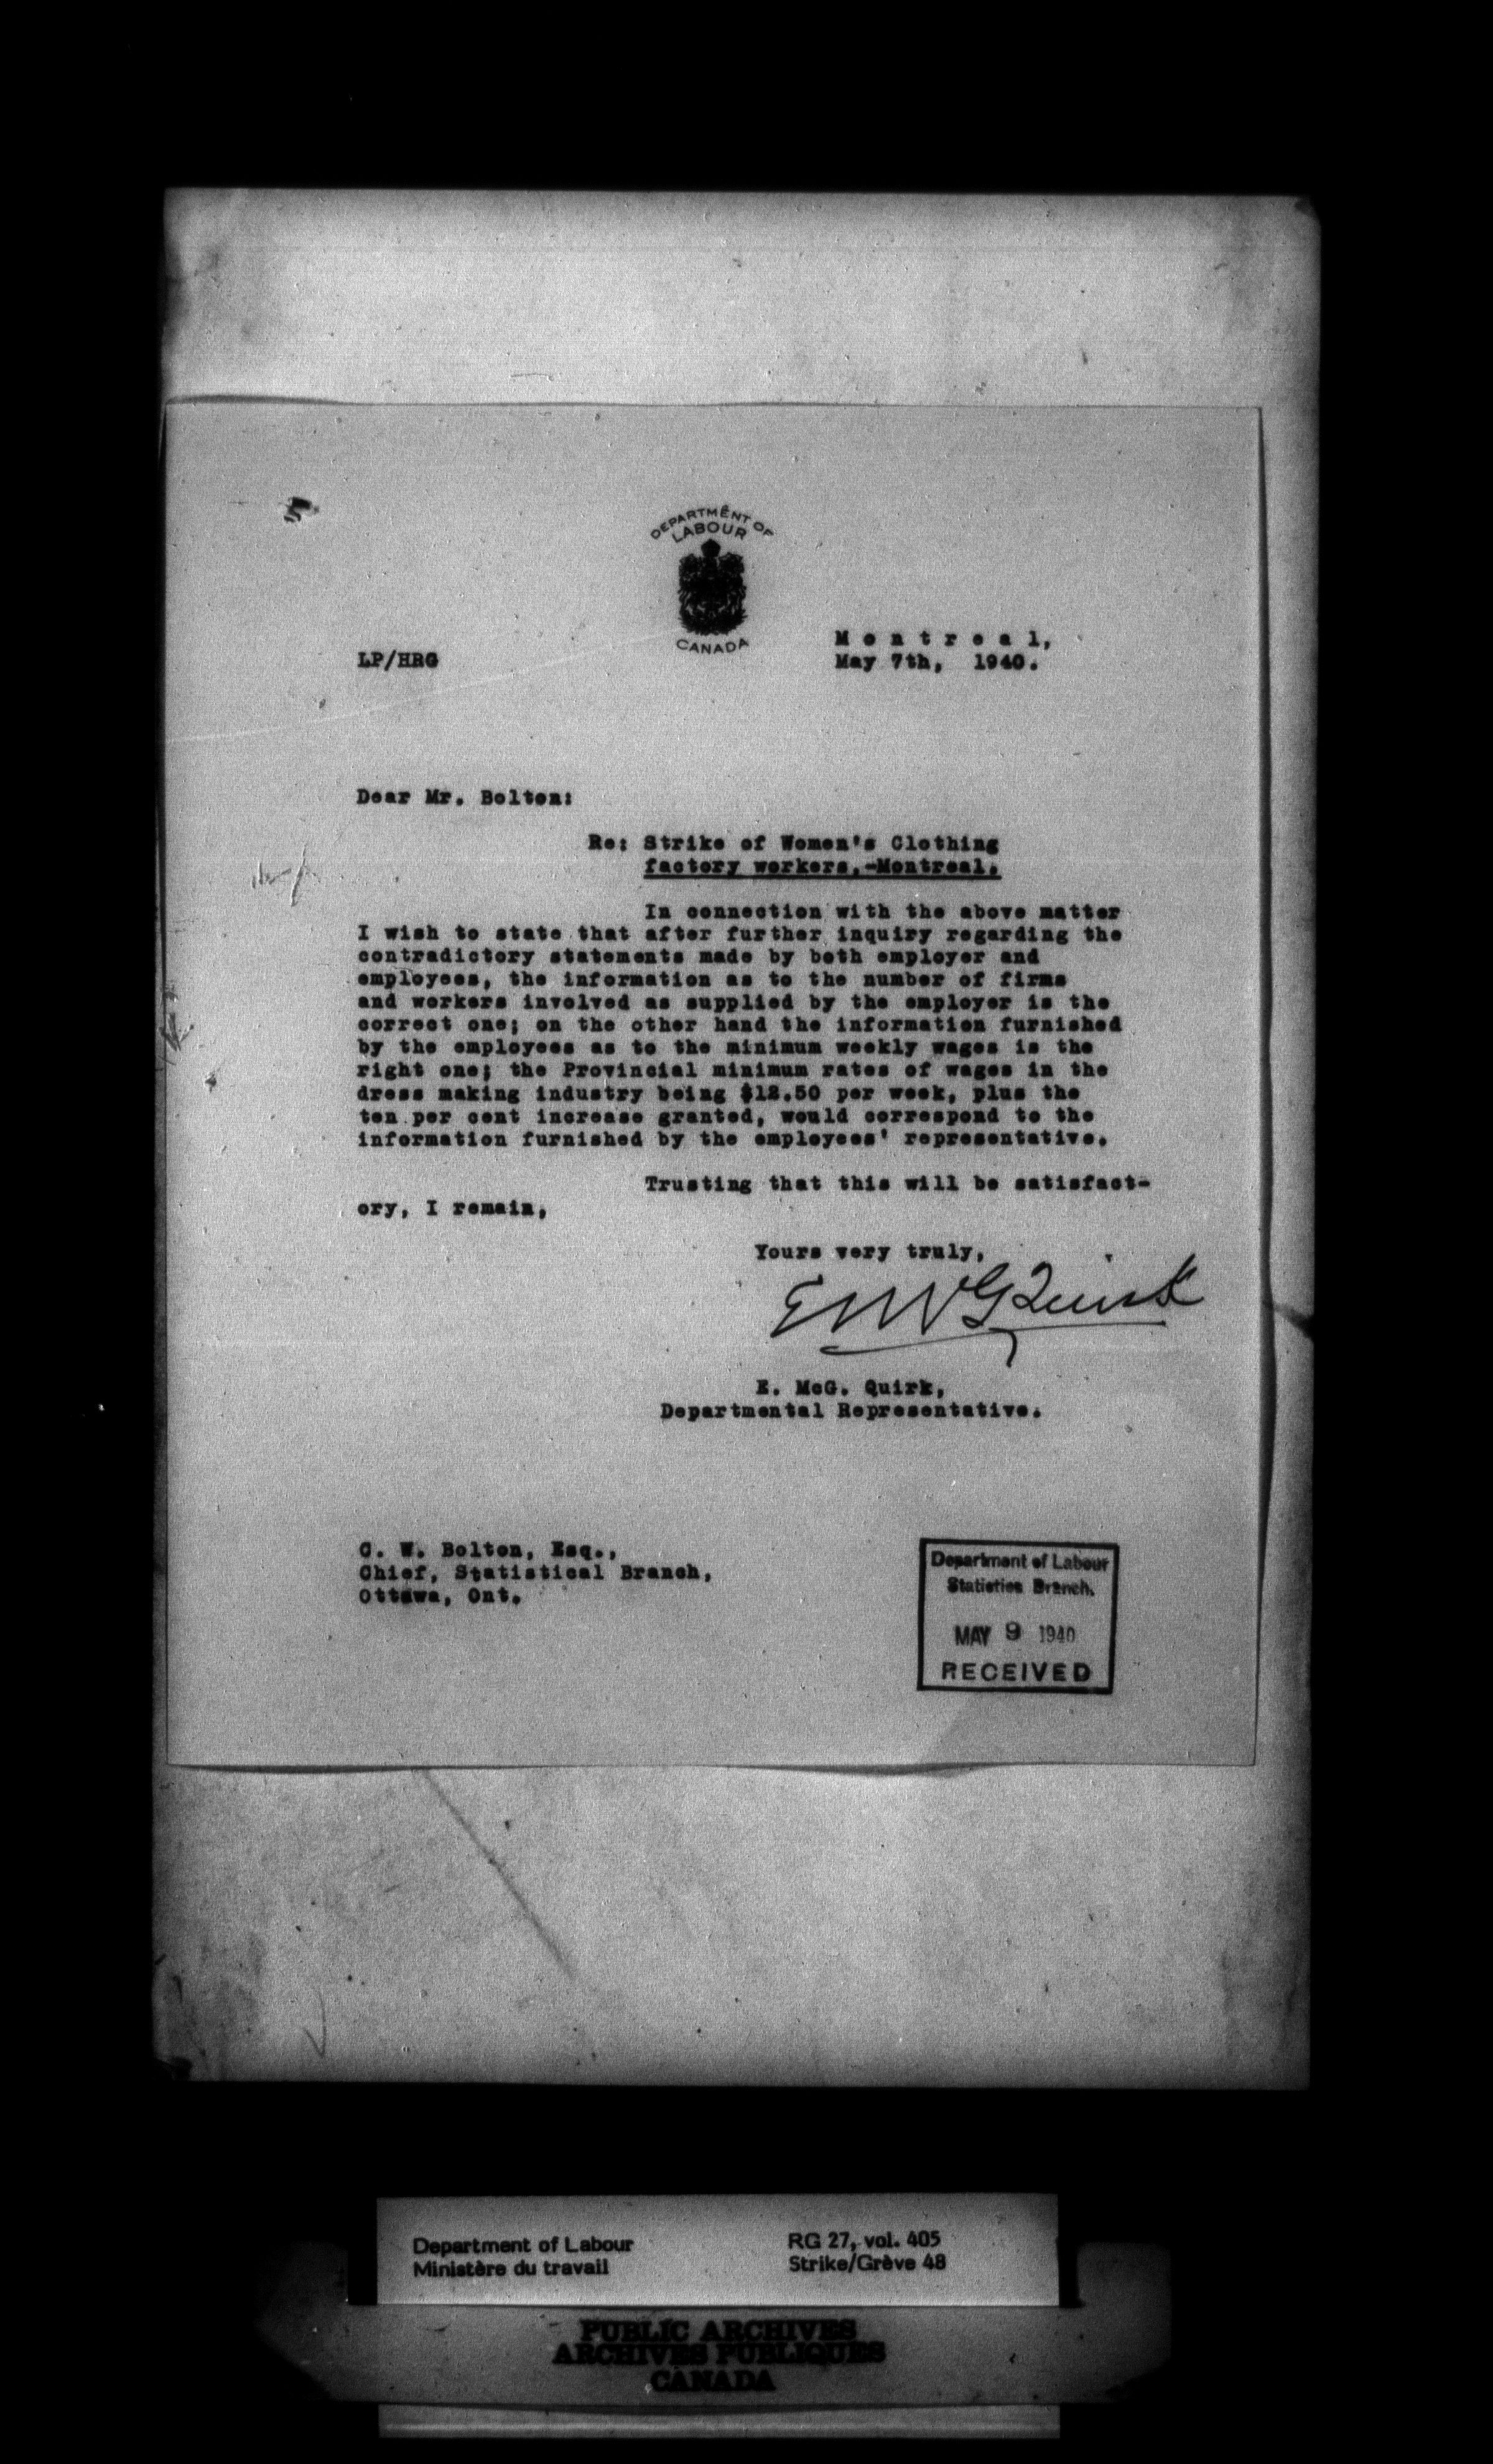 5
DEPARTMENT OF
LABOUR
CANADA
Montreal,
LP/HRG
May 7th, 1940.
Dear Mr. Bolton:
Re: Strike of Women's Clothing
factory workers,-Montreal.
In connection with the above matter
I wish to state that after further inquiry regarding the
contradictory statements made by both employer and
employees, the information as to the number of firms
and workers involved as supplied by the employer is the
correct one; on the other hand the information furnished
by the employees as to the minimum weekly wages is the
right one; the Provincial minimum rates of wages in the
dress making industry being $12.50 per week, plus the
ten per cent increase granted, would correspond to the
information furnished by the employees' representative.
Trusting that this will be satisfact-
ory, I remain,
Yours very truly,
E McG Quirk
E. McG. Quirk,
Departmental Representative.
C. W. Bolton, Esq.,
Chief, Statistical Branch,
Ottawa, Ont.
Department of Labour
Statistics Branch.
MAY 9 1940
RECEIVED
Department of Labour
Ministère du travail
RG 27, vol. 405
Strike/Grève 48
PUBLIC ARCHIVES
ARCHIVES PUBLIQUES
CANADA